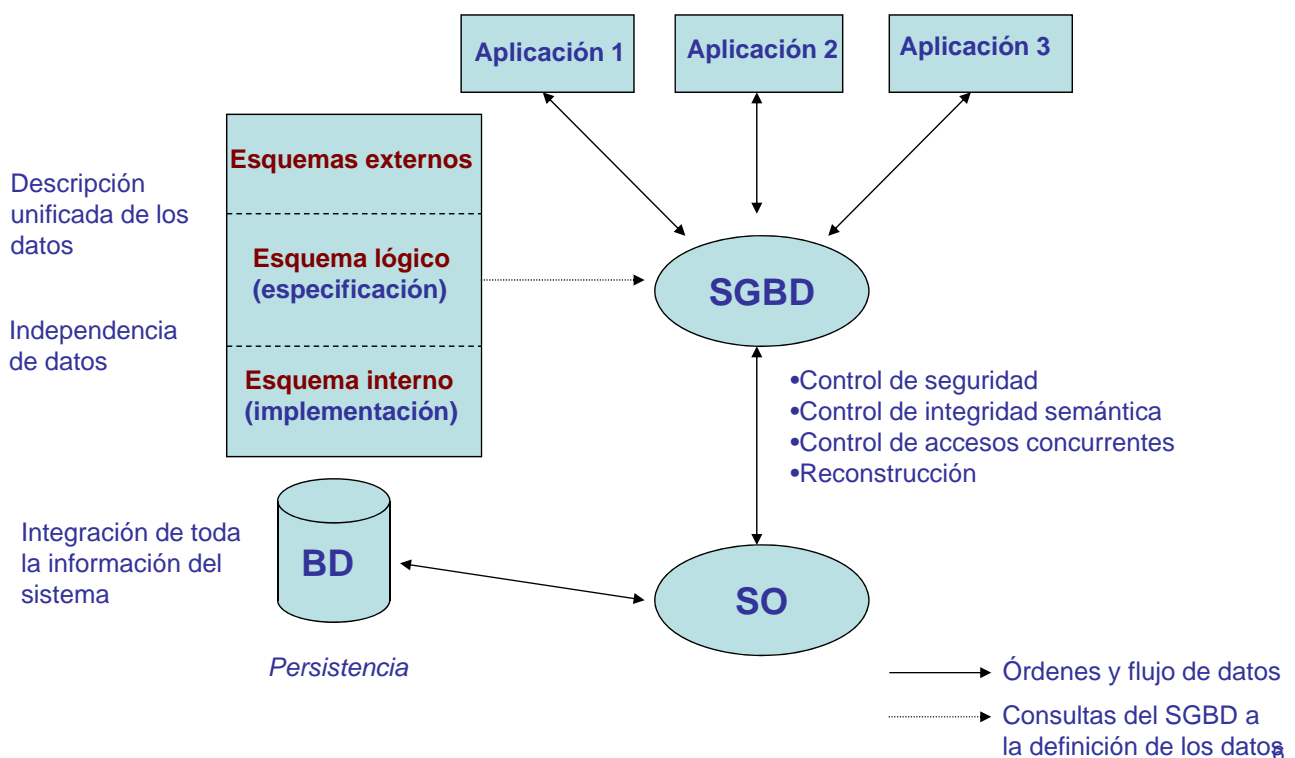 Aplicación 1
Aplicación 2
Aplicación 3
Esquemas externos
Descripción
unificada de los
datos
Esquema lógico
(especificación)
SGBD
Independencia
de datos
Esquema interno
(implementación)
•Control de seguridad
•Control de integridad semántica
•Control de accesos concurrentes
•Reconstrucción
Integración de toda
la información del
sistema
BD
SO
Persistencia
Órdenes y flujo de datos
Consultas del SGBD a
la definición de los datos